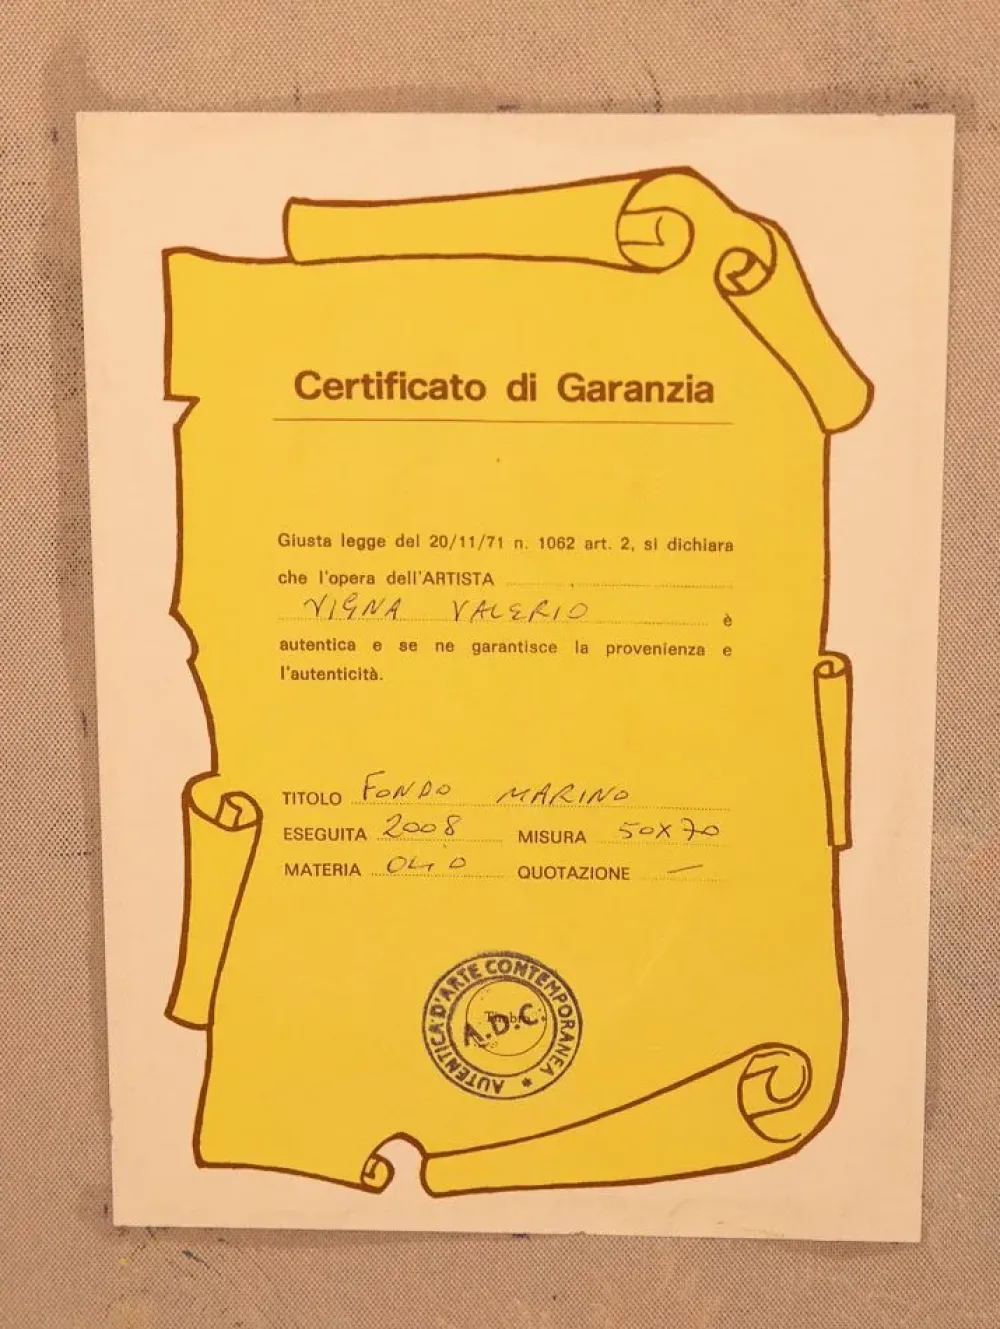 Certificato di Garanzia
Giusta legge del 20/11/71 n. 1062 art. 2, si dichiara
che l'opera dell'ARTISTA
VIGNA VALERIO è
autentica e se ne garantisce la provenienza e
l'autenticità.
TITOLO FONDO MARINO
ESEGUITA 2008 MISURA 50X70
MATERIA OLIO QUOTAZIONE —
AUTENTICA D'ARTE CONTEMPORANEA *
Timbro
A.D.C.